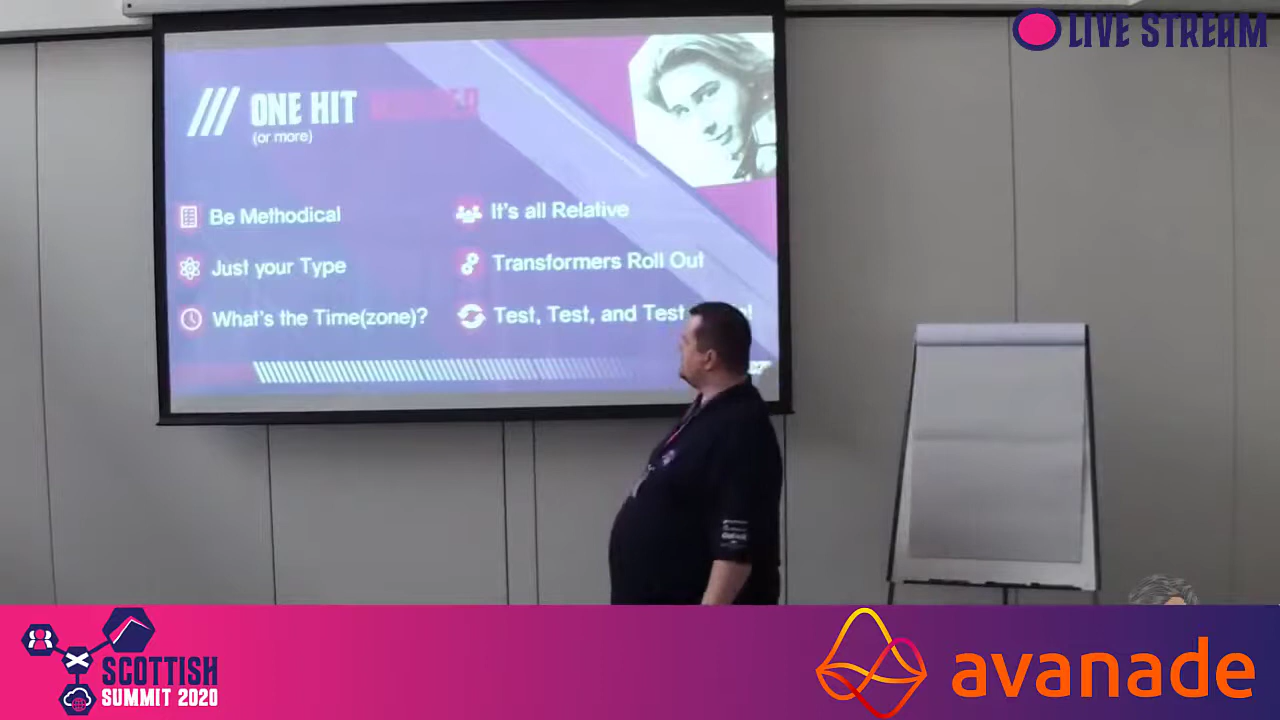 LIVE STREAM
ONE HIT
(or more)
Be Methodical
It's all Relative
Just your Type
Transformers Roll Out
What's the Time(zone)?
Test, Test, and Test
SCOTTISH
SUMMIT 2020
avanade